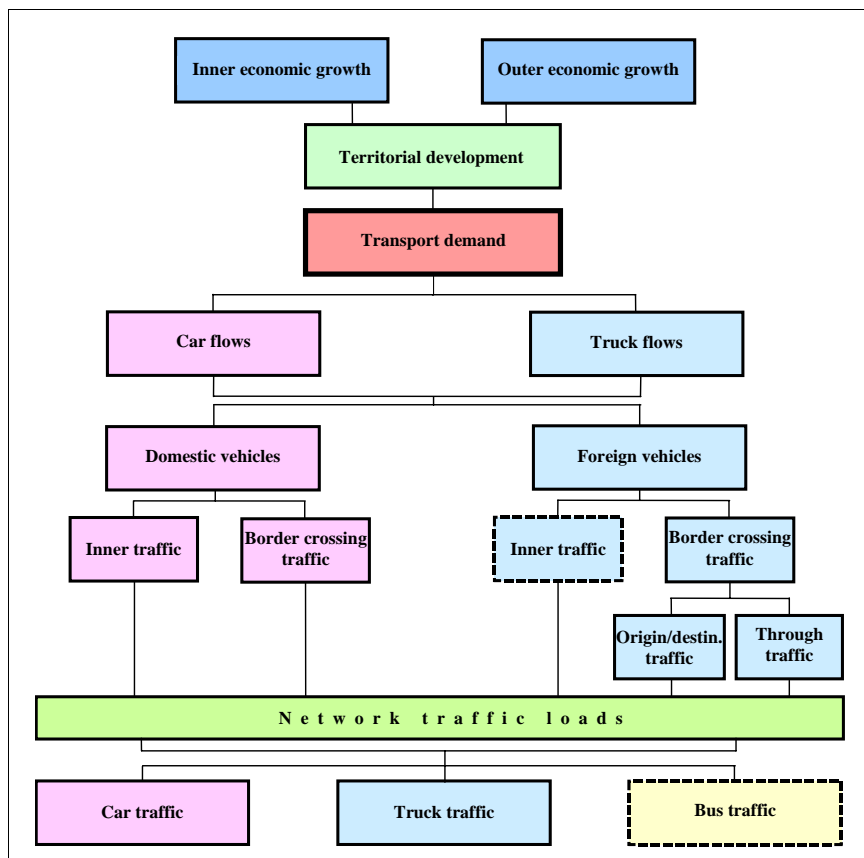 Inner economic growth
Outer economic growth
Territorial development
Transport demand
Car flows
Truck flows
Domestic vehicles
Foreign vehicles
Inner traffic
Border crossing
traffic
Inner traffic
Border crossing
traffic
Origin/destin.
traffic
Through
traffic
Network traffic loads
Car traffic
Truck traffic
Bus traffic